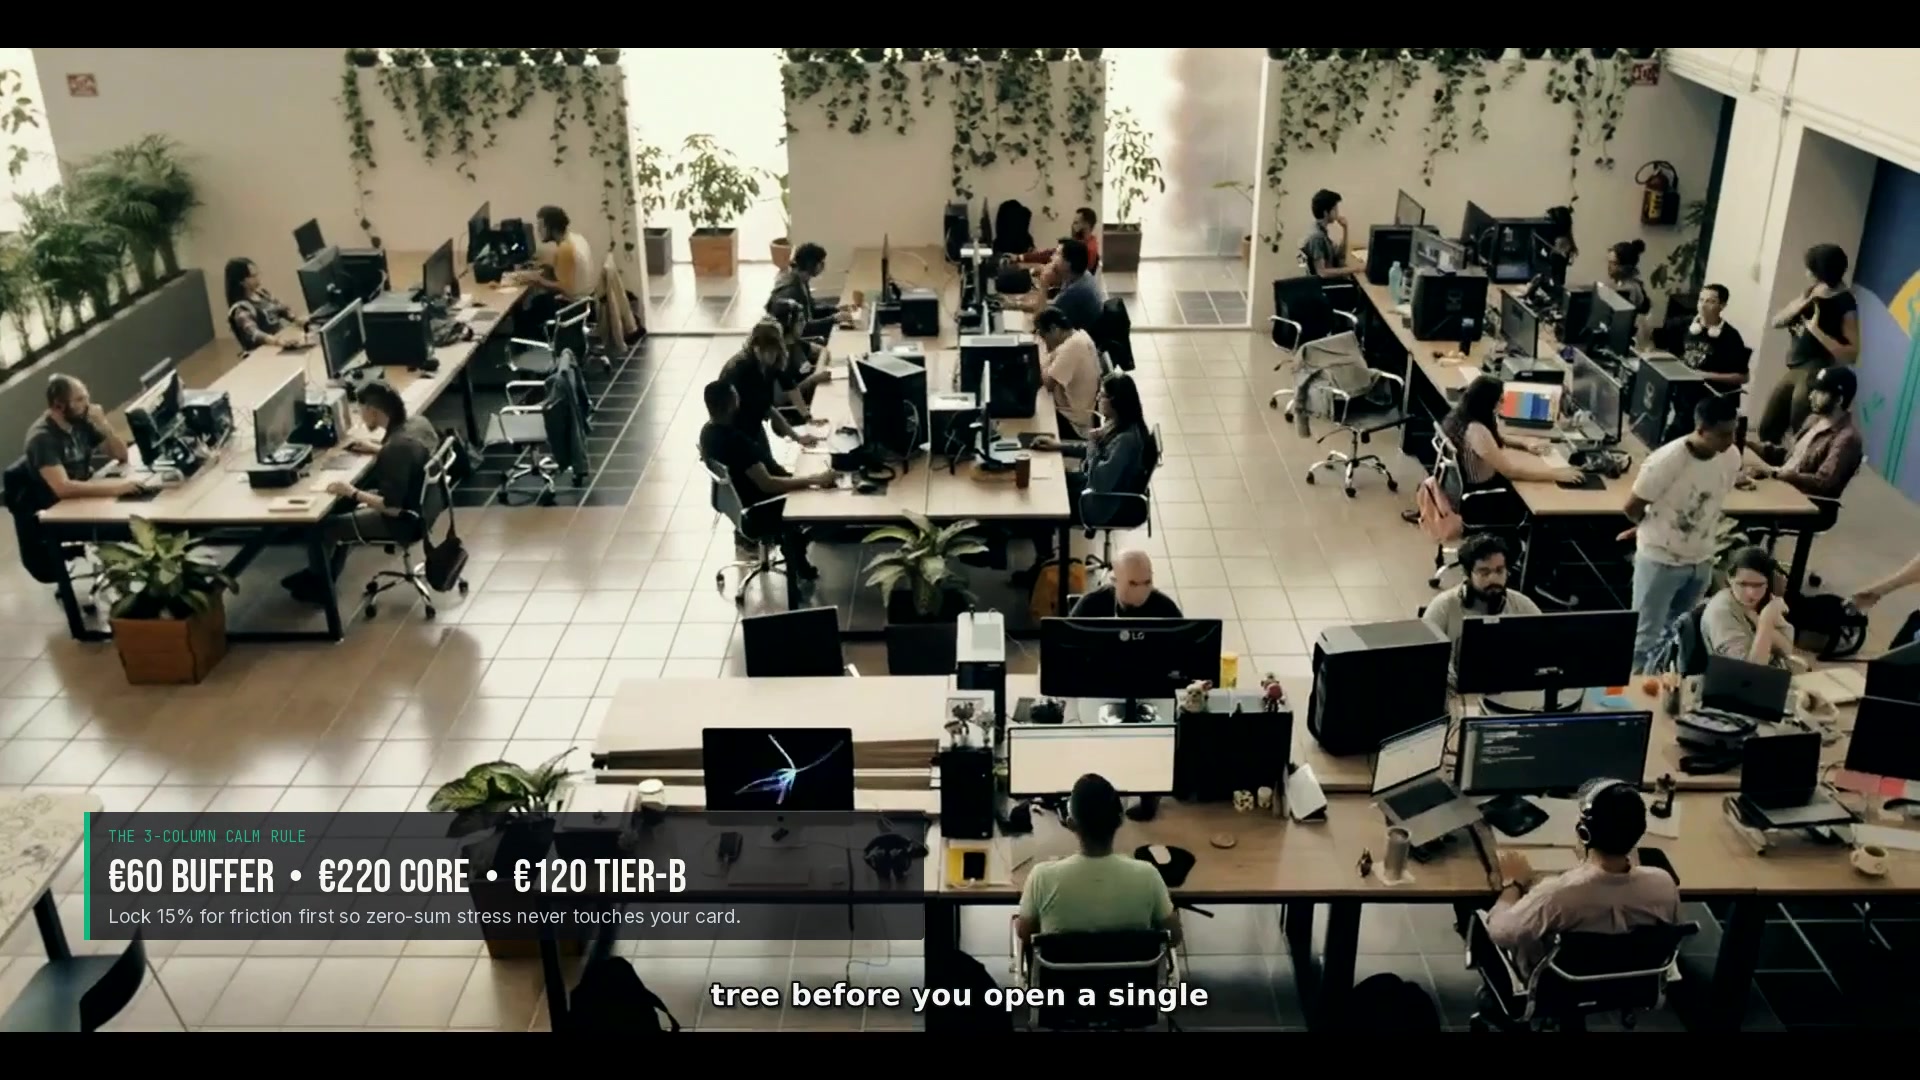 LG
THE 3-COLUMN CALM RULE
€60 BUFFER • €220 CORE • €120 TIER-B
Lock 15% for friction first so zero-sum stress never touches your card.
tree before you open a single